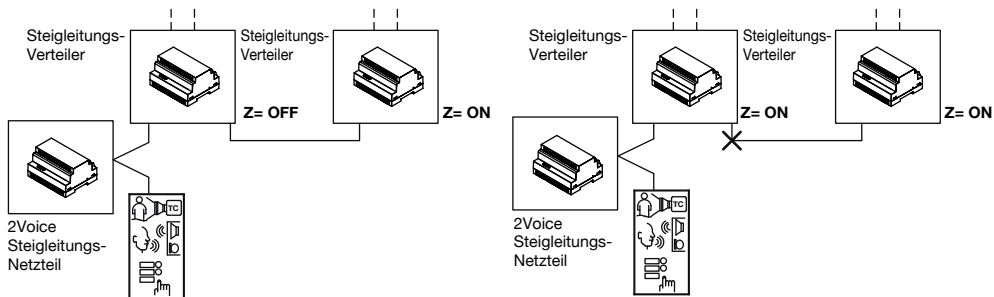 Steigleitungs-
Verteiler
Steigleitungs-
Verteiler
Z= OFF
Z= ON
2Voice
Steigleitungs-
Netzteil
TC
Steigleitungs-
Verteiler
Steigleitungs-
Verteiler
Z= ON
Z= ON
2Voice
Steigleitungs-
Netzteil
TC